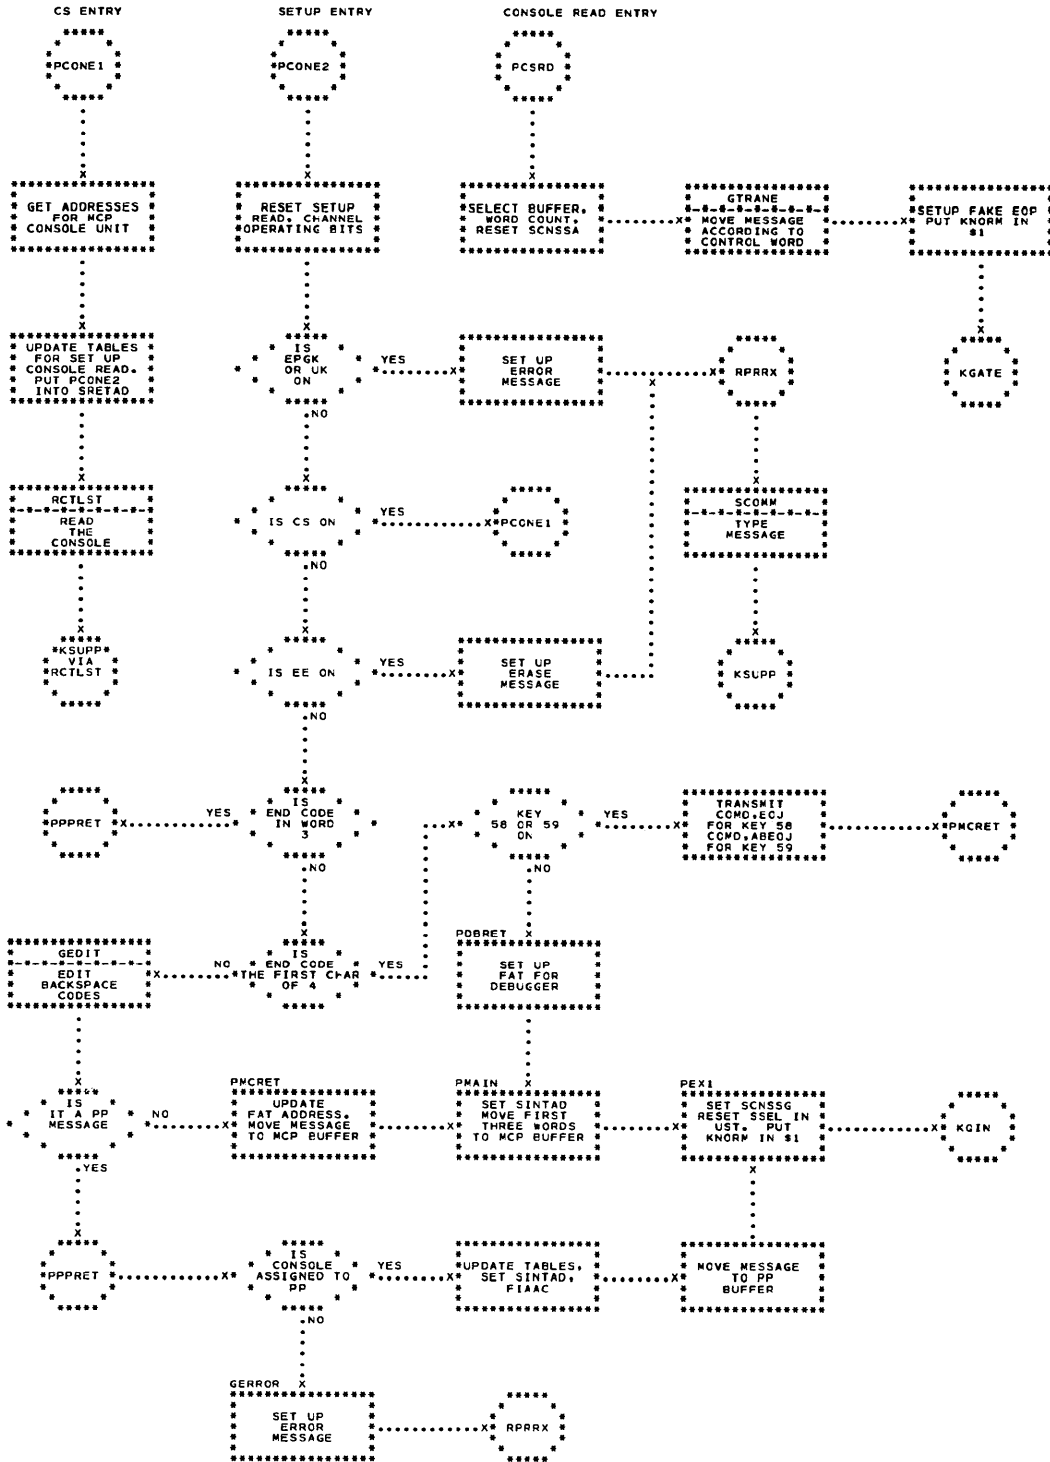 CS ENTRY
SETUP ENTRY
CONSOLE READ ENTRY
PCONE1
PCONE2
PCSRD
GET ADDRESSES
FOR MCP
CONSOLE UNIT
RESET SETUP
READ, CHANNEL
OPERATING BITS
SELECT BUFFER,
WORD COUNT,
RESET SCNSSA
GTRANE
MOVE MESSAGE
ACCORDING TO
CONTROL WORD
SETUP FAKE EOP
PUT KNORM IN
$1
UPDATE TABLES
FOR SET UP
CONSOLE READ.
PUT PCONE2
INTO SRETAD
IS
EPGK
OR UK
ON
YES
SET UP
ERROR
MESSAGE
RPRRX
KGATE
NO
RCTLST
READ
THE
CONSOLE
IS CS ON
YES
PCONE1
SCOMM
TYPE
MESSAGE
NO
KSUPP
VIA
RCTLST
IS EE ON
YES
SET UP
ERASE
MESSAGE
KSUPP
NO
PPPRET
YES
IS
END CODE
IN WORD
3
KEY
58 OR 59
ON
YES
TRANSMIT
COMD,EOJ
FOR KEY 58
COMD,ABEOJ
FOR KEY 59
PMCRET
NO
NO
GEDIT
EDIT
BACKSPACE
CODES
NO
IS
END CODE
THE FIRST CHAR
OF 4
YES
PDBRET
SET UP
FAT FOR
DEBUGGER
IS
IT A PP
MESSAGE
NO
PMCRET
UPDATE
FAT ADDRESS.
MOVE MESSAGE
TO MCP BUFFER
PMAIN
SET SINTAD
MOVE FIRST
THREE WORDS
TO MCP BUFFER
PEX1
SET SCNSSG
RESET SSEL IN
UST. PUT
KNORM IN $1
KGIN
YES
PPPRET
IS
CONSOLE
ASSIGNED TO
PP
YES
UPDATE TABLES,
SET SINTAD,
FIAAC
MOVE MESSAGE
TO PP
BUFFER
NO
GERROR
SET UP
ERROR
MESSAGE
RPRRX